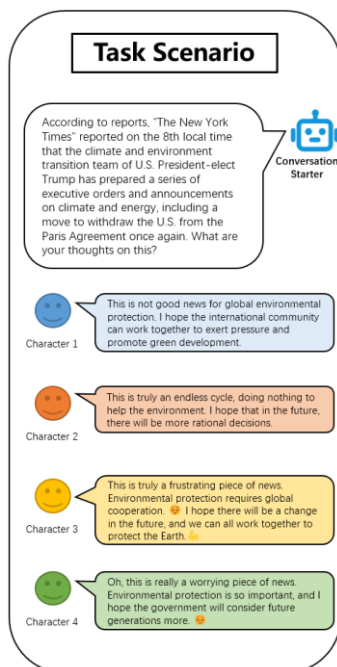 Task Scenario
According to reports, "The New York
Times" reported on the 8th local time
that the climate and environment
transition team of U.S. President-elect
Trump has prepared a series of
executive orders and announcements
on climate and energy, including a
move to withdraw the U.S. from the
Paris Agreement once again. What are
your thoughts on this?
Conversation
Starter
This is not good news for global environmental
protection. I hope the international community
can work together to exert pressure and
promote green development.
Character 1
This is truly an endless cycle, doing nothing to
help the environment. I hope that in the future,
there will be more rational decisions.
Character 2
This is truly a frustrating piece of news.
Environmental protection requires global
cooperation. 😌 I hope there will be a change
in the future, and we can all work together to
protect the Earth. 💪
Character 3
Oh, this is really a worrying piece of news.
Environmental protection is so important, and I
hope the government will consider future
generations more. 😌
Character 4